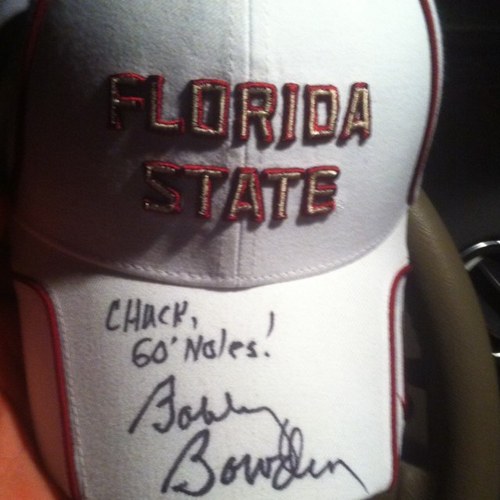 FLORIDA
STATE
CHUCK,
GO 'Noles!
Bobby
Bowden